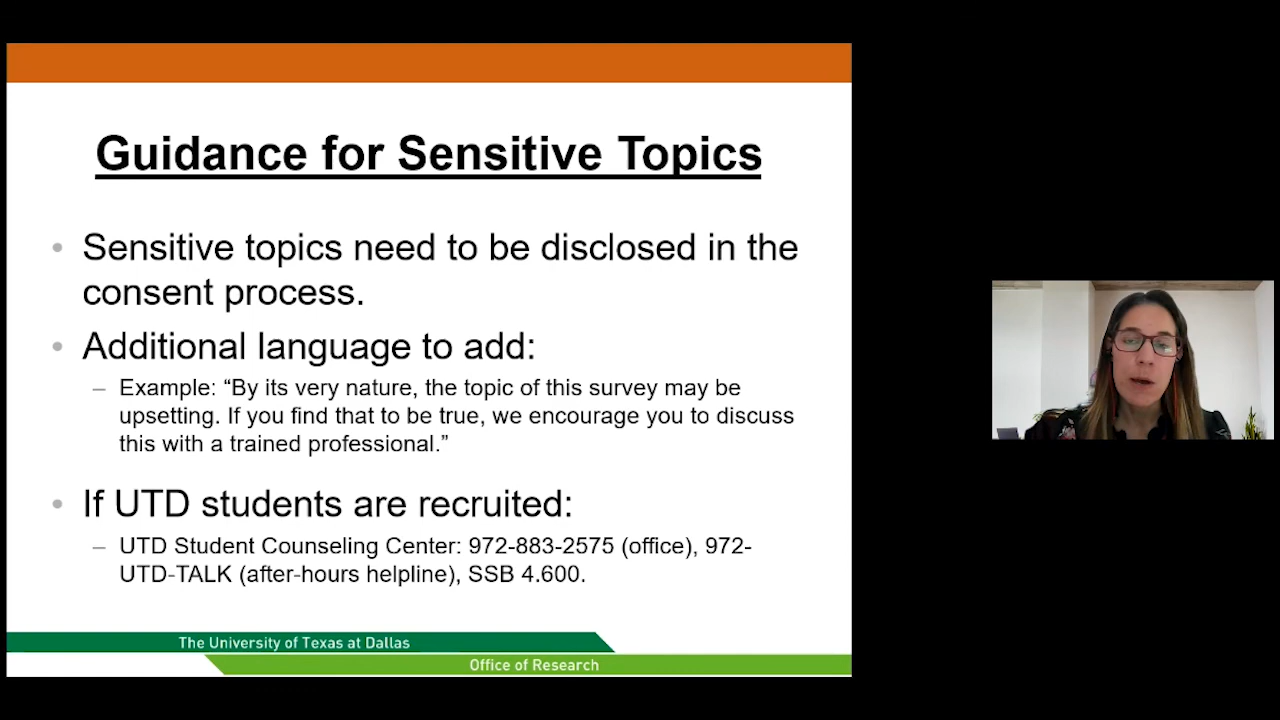 Guidance for Sensitive Topics
• Sensitive topics need to be disclosed in the
consent process.
• Additional language to add:
– Example: “By its very nature, the topic of this survey may be
upsetting. If you find that to be true, we encourage you to discuss
this with a trained professional.”
• If UTD students are recruited:
– UTD Student Counseling Center: 972-883-2575 (office), 972-
UTD-TALK (after-hours helpline), SSB 4.600.
The University of Texas at Dallas
Office of Research